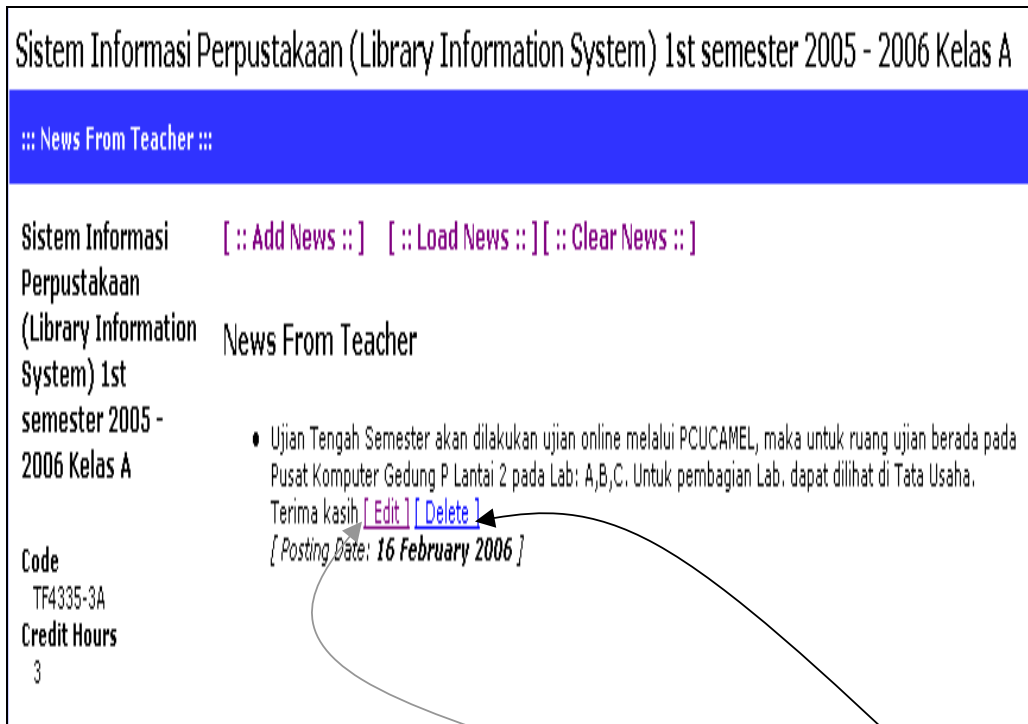 Sistem Informasi Perpustakaan (Library Information System) 1st semester 2005 - 2006 Kelas A
::: News From Teacher :::
Sistem Informasi
Perpustakaan
(Library Information
System) 1st
semester 2005 -
2006 Kelas A
Code
TF4335-3A
Credit Hours
3
[ :: Add News :: ] [ :: Load News :: ] [ :: Clear News :: ]
News From Teacher
• Ujian Tengah Semester akan dilakukan ujian online melalui PCUCAMEL, maka untuk ruang ujian berada pada
Pusat Komputer Gedung P Lantai 2 pada Lab: A,B,C. Untuk pembagian Lab. dapat dilihat di Tata Usaha.
Terima kasih [ Edit ] [ Delete ]
[ Posting Date: 16 February 2006 ]